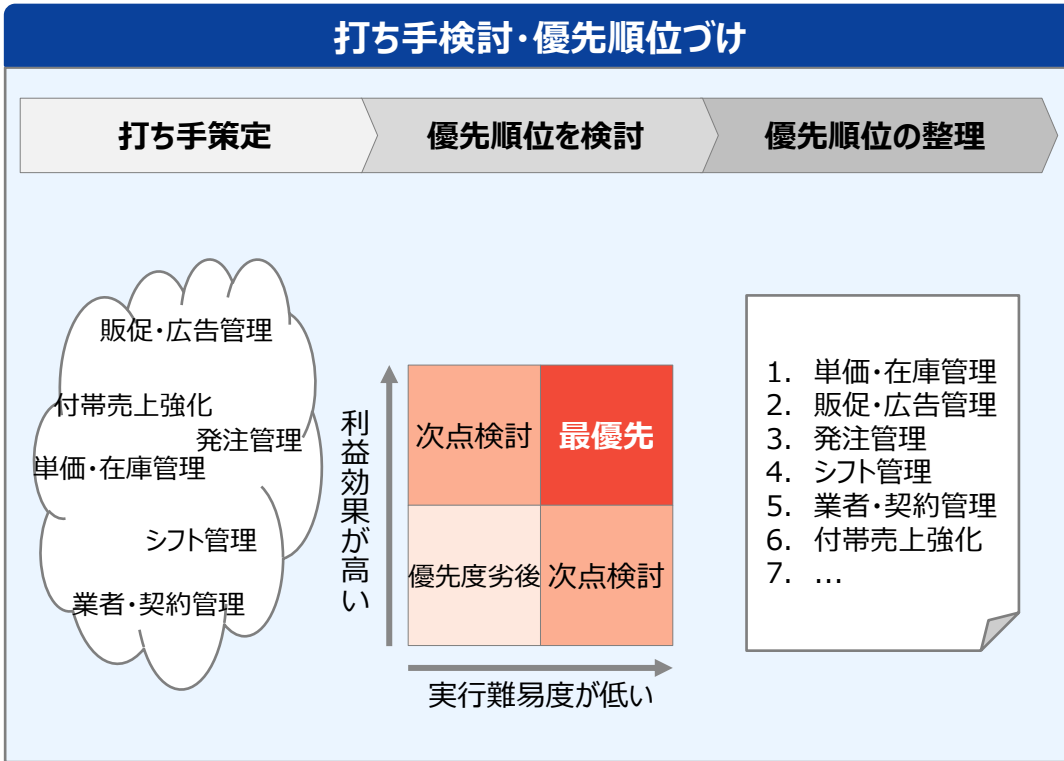 打ち手検討・優先順位づけ
打ち手策定
優先順位を検討
優先順位の整理
販促・広告管理
付帯売上強化
発注管理
単価・在庫管理
シフト管理
業者・契約管理
利益効果が高い
次点検討
最優先
優先度劣後
次点検討
実行難易度が低い
1. 単価・在庫管理
2. 販促・広告管理
3. 発注管理
4. シフト管理
5. 業者・契約管理
6. 付帯売上強化
7. ...